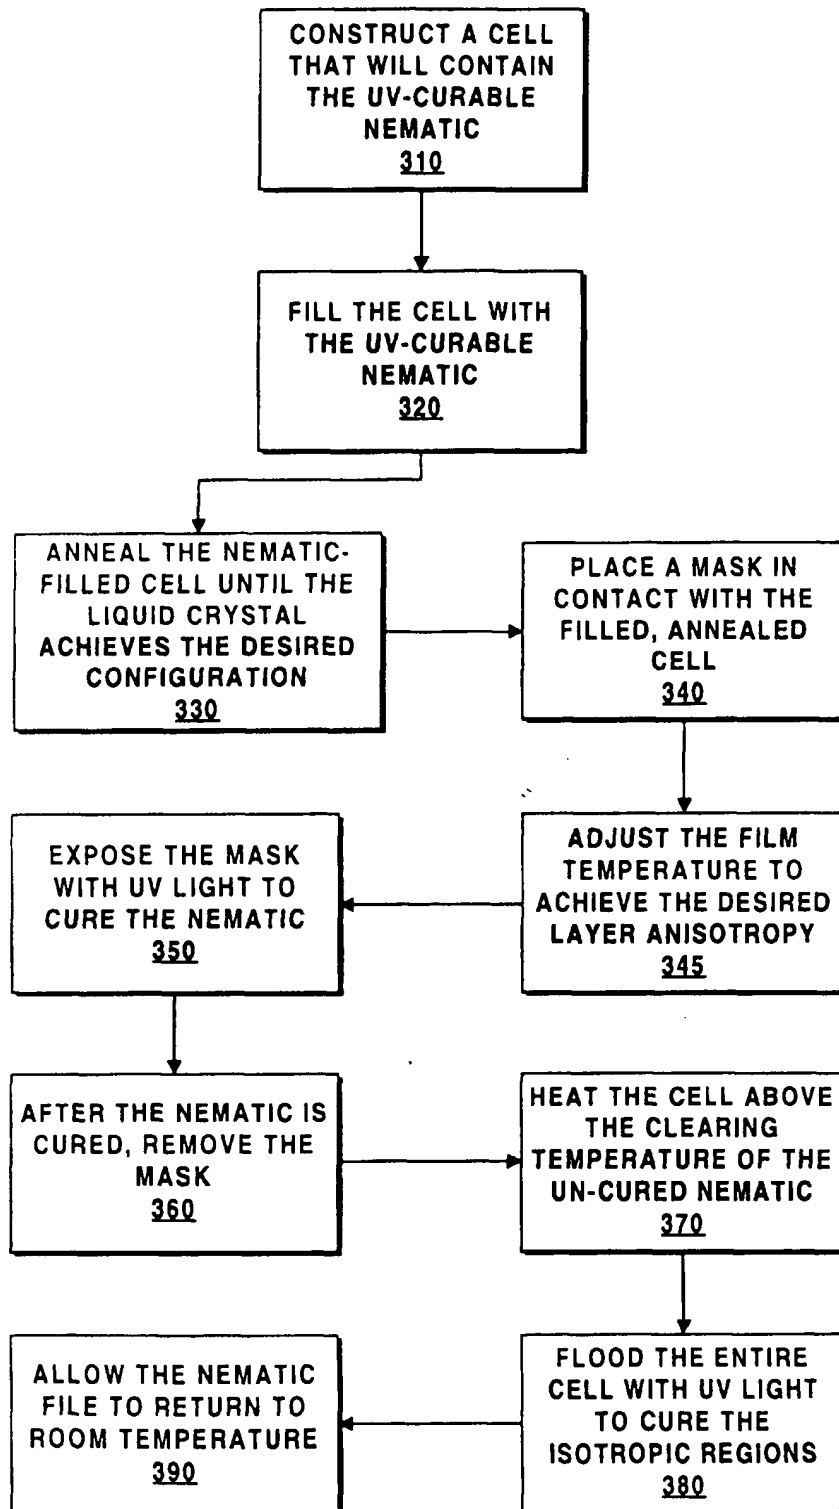 CONSTRUCT A CELL
THAT WILL CONTAIN
THE UV-CURABLE
NEMATIC
310
FILL THE CELL WITH
THE UV-CURABLE
NEMATIC
320
ANNEAL THE NEMATIC-
FILLED CELL UNTIL THE
LIQUID CRYSTAL
ACHIEVES THE DESIRED
CONFIGURATION
330
PLACE A MASK IN
CONTACT WITH THE
FILLED, ANNEALED
CELL
340
ADJUST THE FILM
TEMPERATURE TO
ACHIEVE THE DESIRED
LAYER ANISOTROPY
345
EXPOSE THE MASK
WITH UV LIGHT TO
CURE THE NEMATIC
350
AFTER THE NEMATIC IS
CURED, REMOVE THE
MASK
360
HEAT THE CELL ABOVE
THE CLEARING
TEMPERATURE OF THE
UN-CURED NEMATIC
370
FLOOD THE ENTIRE
CELL WITH UV LIGHT
TO CURE THE
ISOTROPIC REGIONS
380
ALLOW THE NEMATIC
FILE TO RETURN TO
ROOM TEMPERATURE
390